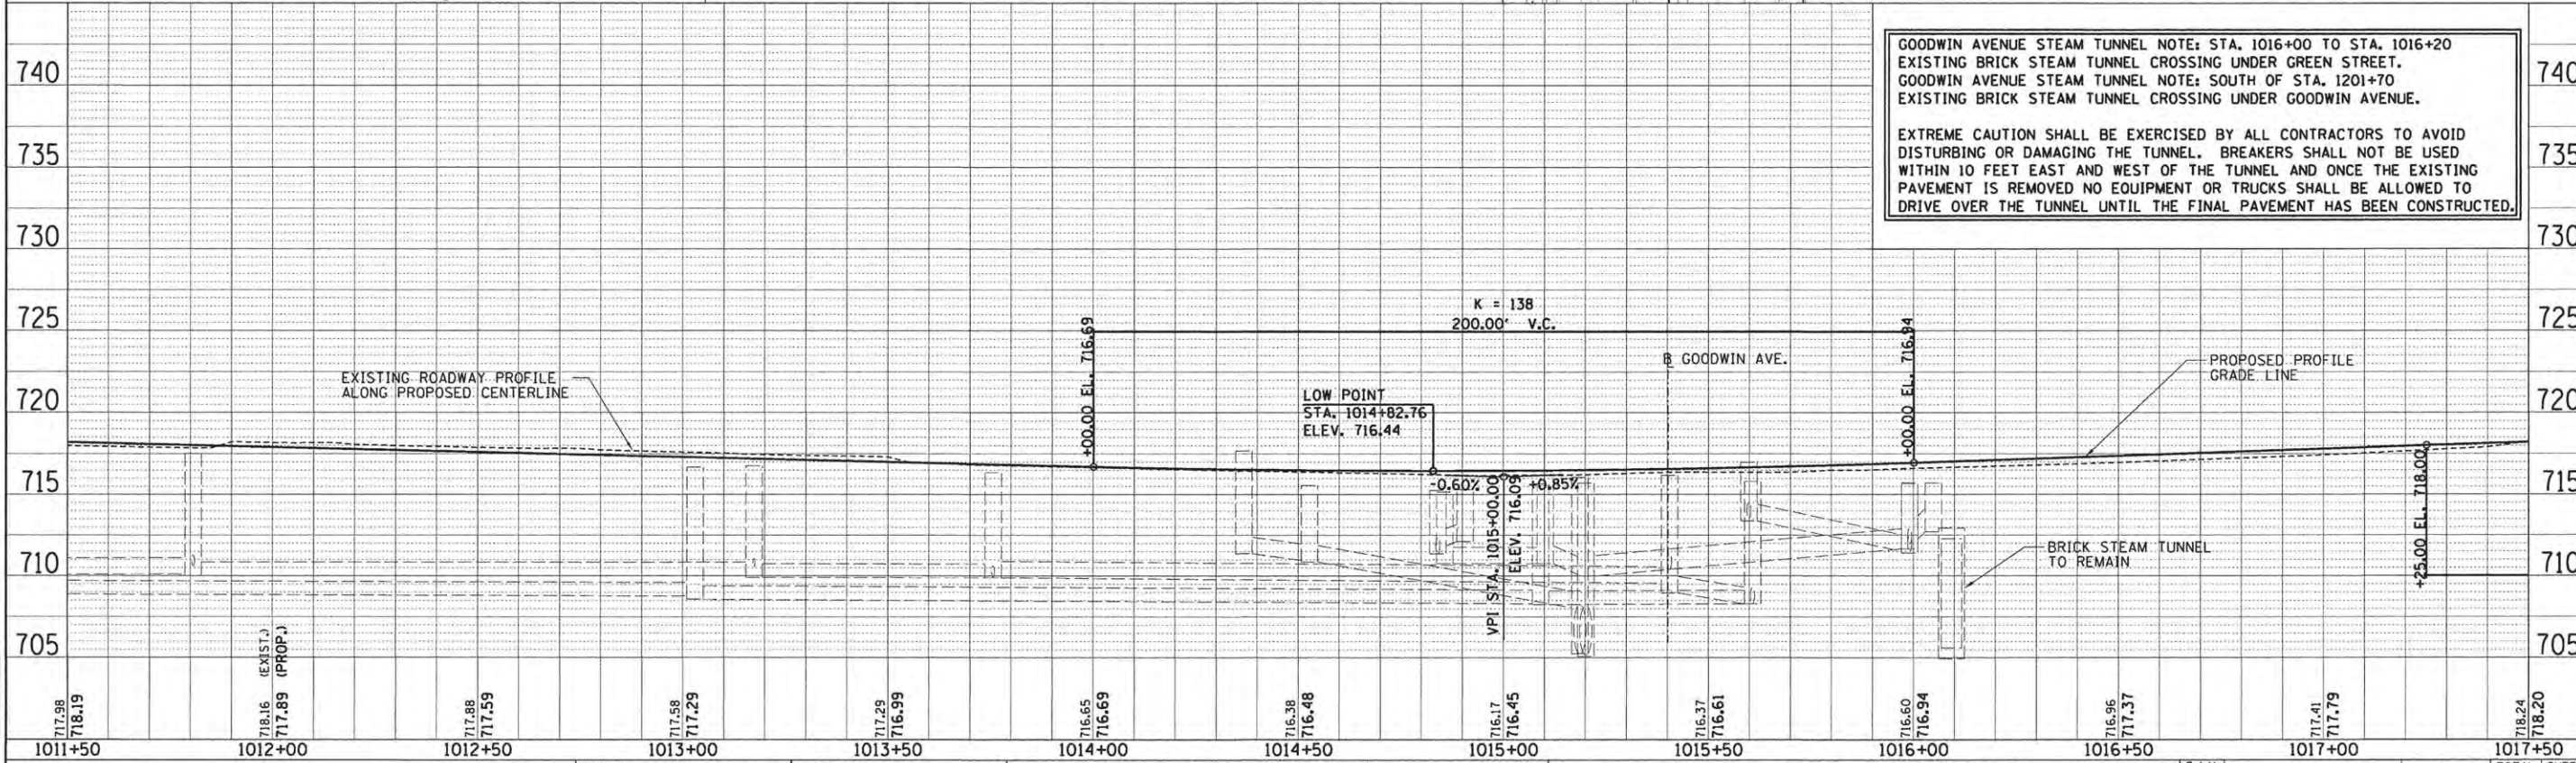 GOODWIN AVENUE STEAM TUNNEL NOTE: STA. 1016+00 TO STA. 1016+20
EXISTING BRICK STEAM TUNNEL CROSSING UNDER GREEN STREET.
GOODWIN AVENUE STEAM TUNNEL NOTE: SOUTH OF STA. 1201+70
EXISTING BRICK STEAM TUNNEL CROSSING UNDER GOODWIN AVENUE.
EXTREME CAUTION SHALL BE EXERCISED BY ALL CONTRACTORS TO AVOID
DISTURBING OR DAMAGING THE TUNNEL. BREAKERS SHALL NOT BE USED
WITHIN 10 FEET EAST AND WEST OF THE TUNNEL AND ONCE THE EXISTING
PAVEMENT IS REMOVED NO EQUIPMENT OR TRUCKS SHALL BE ALLOWED TO
DRIVE OVER THE TUNNEL UNTIL THE FINAL PAVEMENT HAS BEEN CONSTRUCTED.
740 740
735 735
730 730
725 725
720 720
715 715
710 710
705 705
K = 138
200.00' V.C.
+00.00 EL. 716.69
+00.00 EL. 716.94
GOODWIN AVE.
PROPOSED PROFILE
GRADE LINE
EXISTING ROADWAY PROFILE
ALONG PROPOSED CENTERLINE
LOW POINT
STA. 1014+82.76
ELEV. 716.44
-0.60% +0.85%
VPI STA. 1015+00.00
ELEV. 716.09
+25.00 EL. 718.00
BRICK STEAM TUNNEL
TO REMAIN
(EXIST.)
(PROP.)
717.98 718.16 717.88 717.58 717.29 716.65 716.38 716.17 716.37 716.60 716.96 717.41 718.24
718.19 717.89 717.59 717.29 716.99 716.69 716.48 716.45 716.61 716.94 717.37 717.79 718.20
1011+50 1012+00 1012+50 1013+00 1013+50 1014+00 1014+50 1015+00 1015+50 1016+00 1016+50 1017+00 1017+50